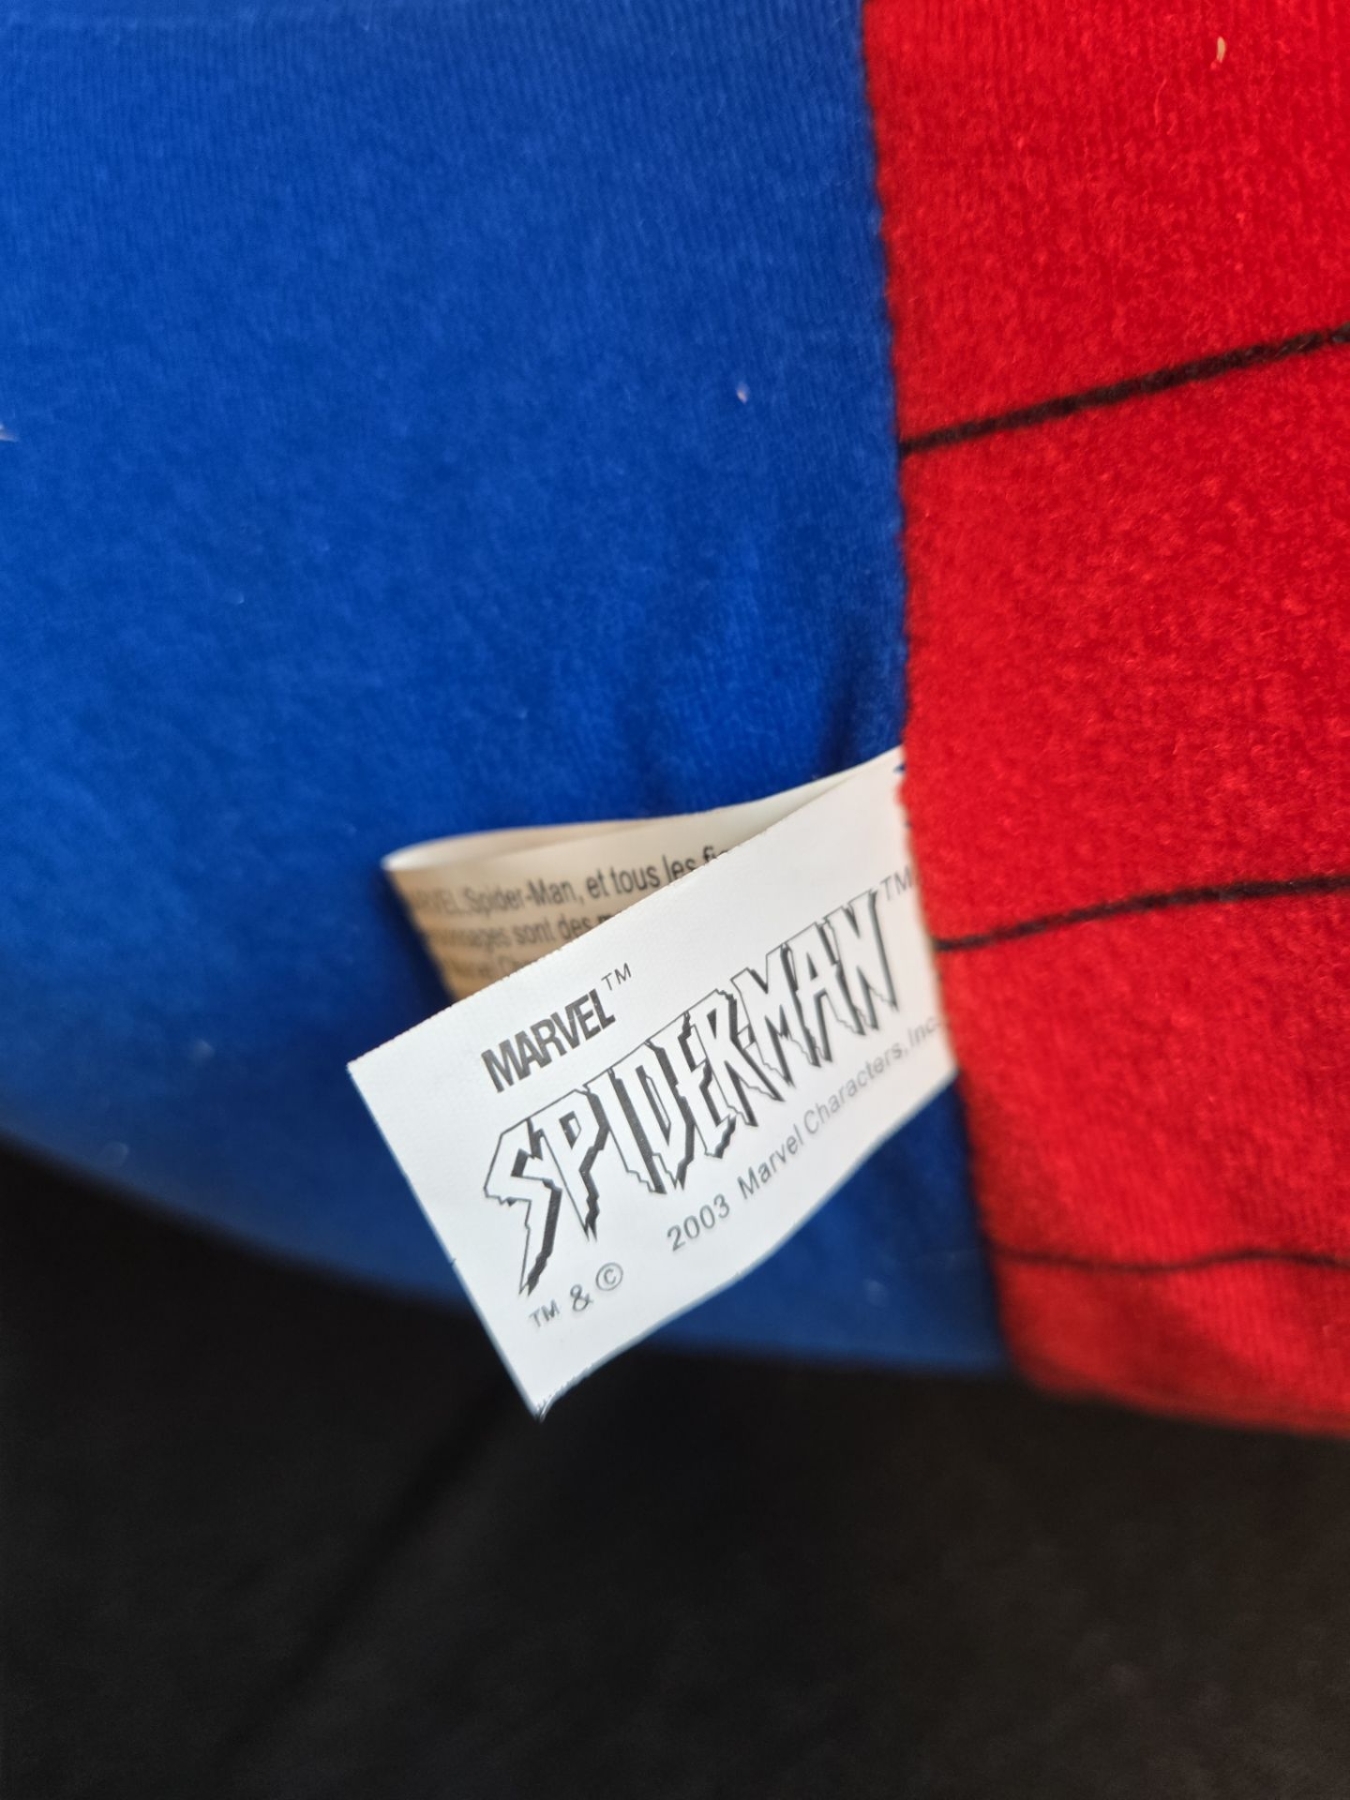 Spider-Man, et tous les
sont des
MARVEL™
SPIDER-MAN™
™ & © 2003 Marvel Characters, Inc.